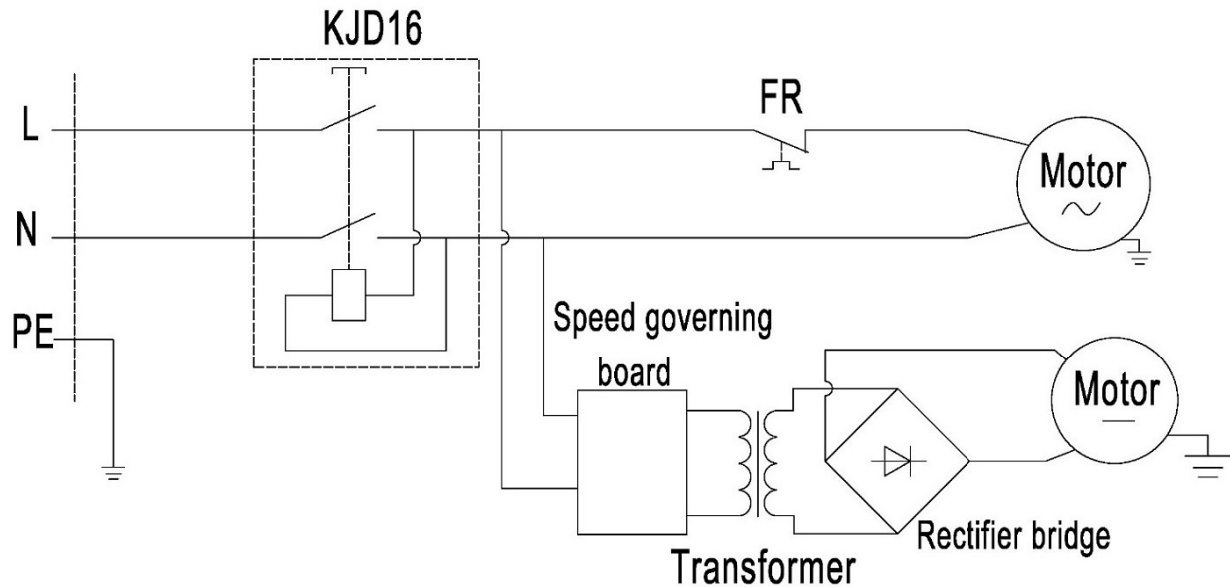 KJD16
L
FR
Motor
N
PE
Speed governing
board
Motor
Rectifier bridge
Transformer